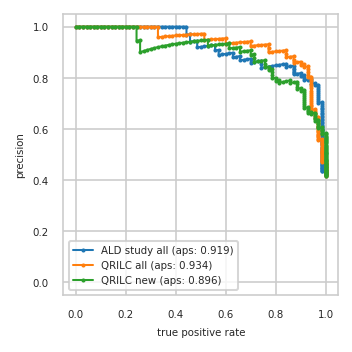 1.0
0.8
0.6
0.4
0.2
0.0
precision
ALD study all (aps: 0.919)
QRILC all (aps: 0.934)
QRILC new (aps: 0.896)
0.0 0.2 0.4 0.6 0.8 1.0
true positive rate